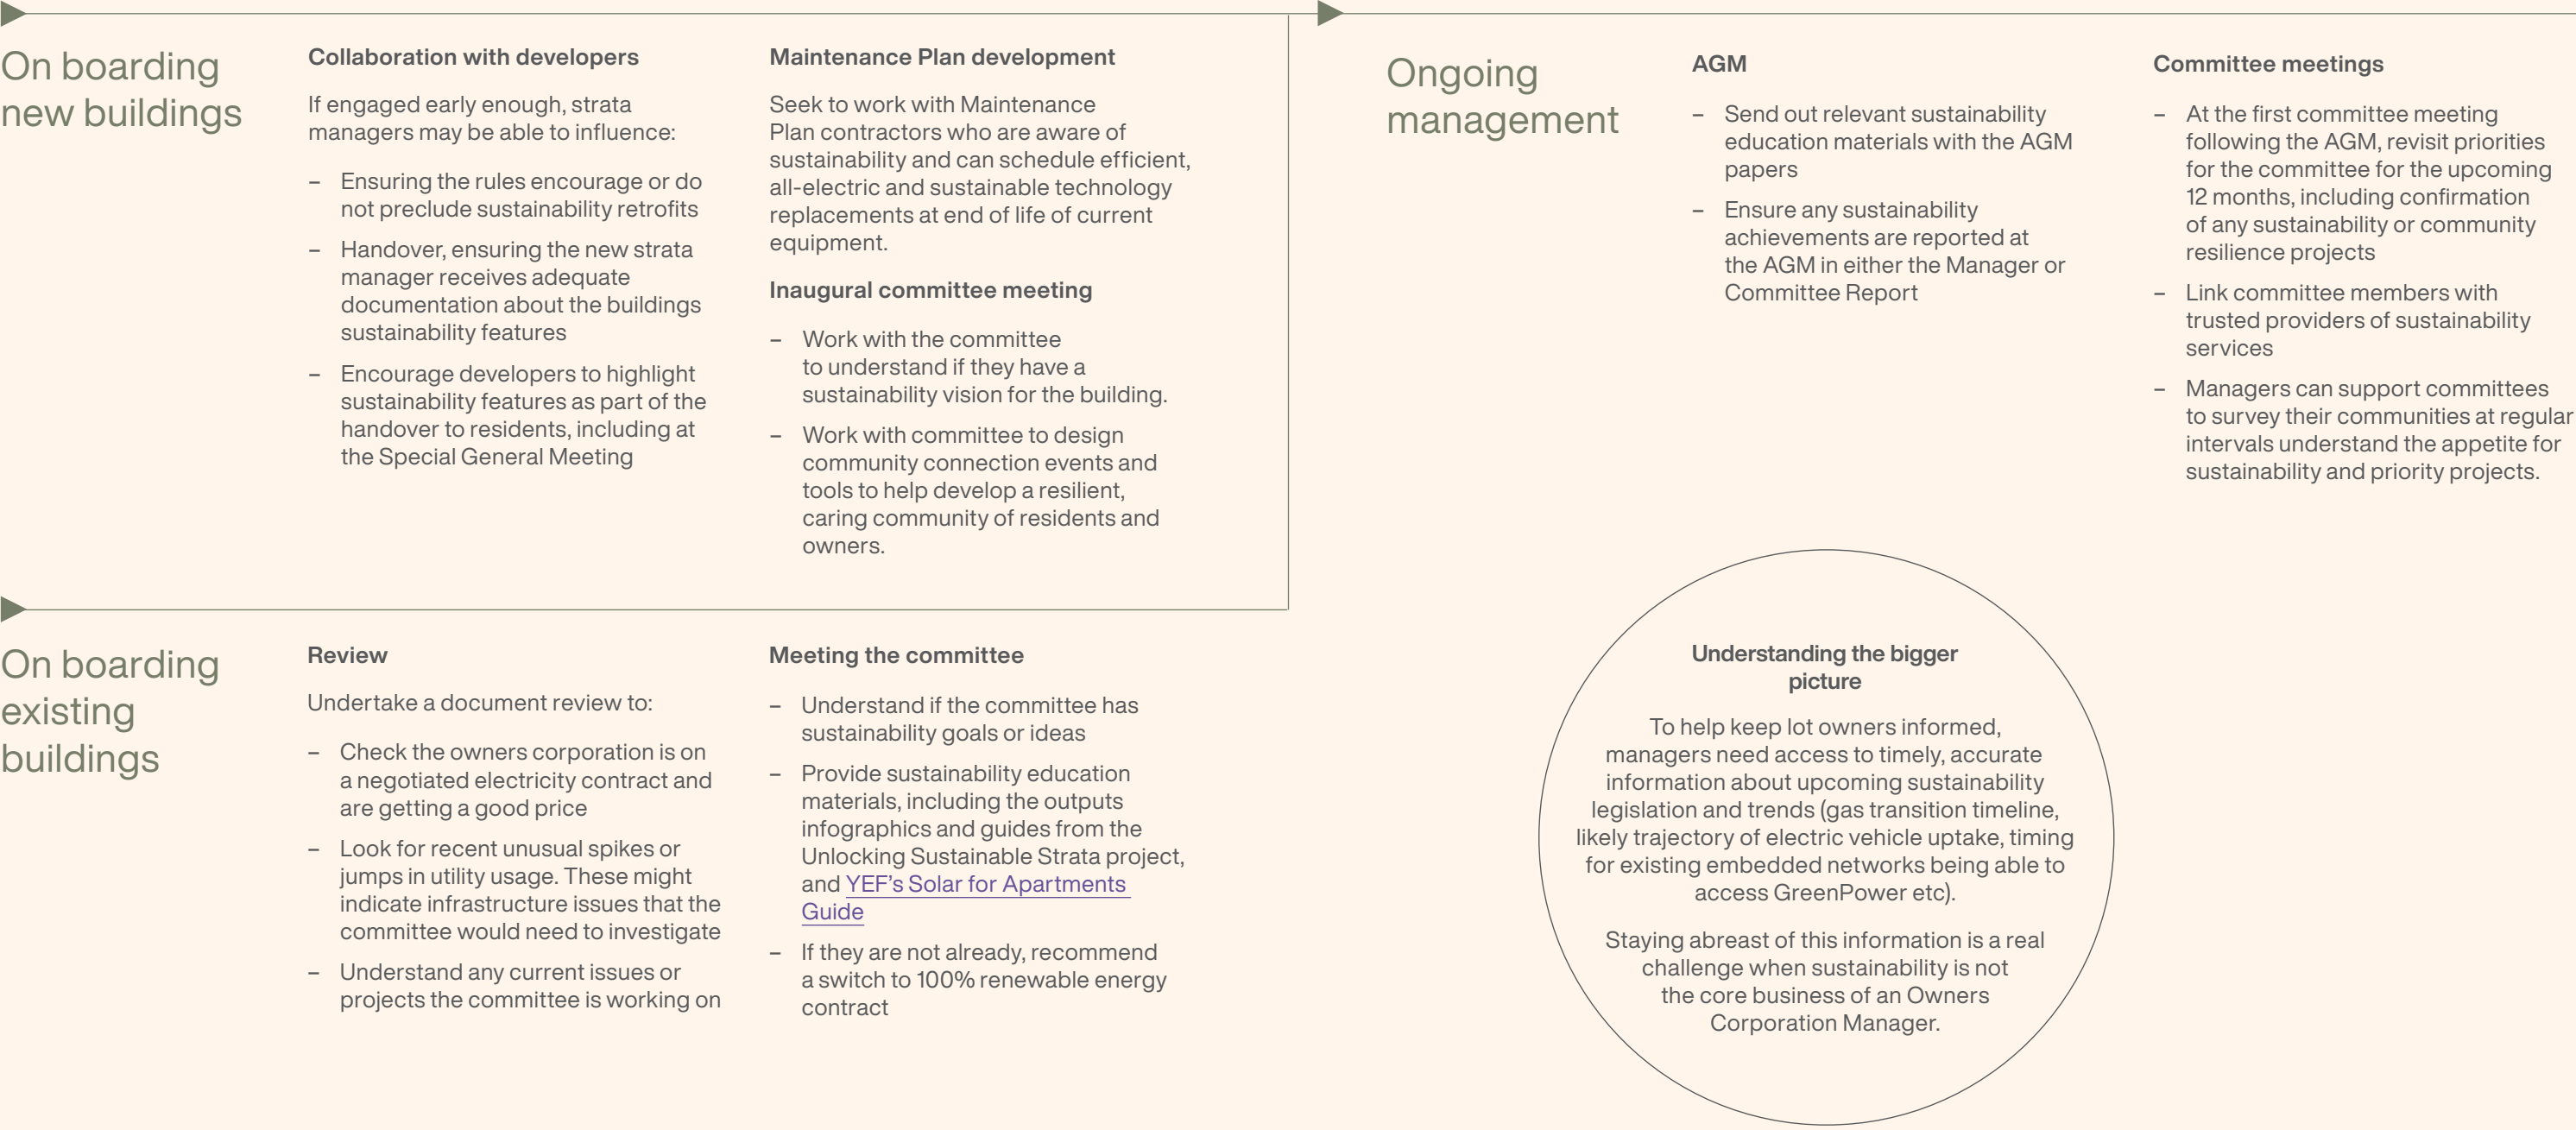 On boarding
new buildings
Collaboration with developers
If engaged early enough, strata
managers may be able to influence:
– Ensuring the rules encourage or do
not preclude sustainability retrofits
– Handover, ensuring the new strata
manager receives adequate
documentation about the buildings
sustainability features
– Encourage developers to highlight
sustainability features as part of the
handover to residents, including at
the Special General Meeting
Maintenance Plan development
Seek to work with Maintenance
Plan contractors who are aware of
sustainability and can schedule efficient,
all-electric and sustainable technology
replacements at end of life of current
equipment.
Inaugural committee meeting
– Work with the committee
to understand if they have a
sustainability vision for the building.
– Work with committee to design
community connection events and
tools to help develop a resilient,
caring community of residents and
owners.
On boarding
existing
buildings
Review
Undertake a document review to:
– Check the owners corporation is on
a negotiated electricity contract and
are getting a good price
– Look for recent unusual spikes or
jumps in utility usage. These might
indicate infrastructure issues that the
committee would need to investigate
– Understand any current issues or
projects the committee is working on
Meeting the committee
– Understand if the committee has
sustainability goals or ideas
– Provide sustainability education
materials, including the outputs
infographics and guides from the
Unlocking Sustainable Strata project,
and YEF’s Solar for Apartments
Guide
– If they are not already, recommend
a switch to 100% renewable energy
contract
Ongoing
management
AGM
– Send out relevant sustainability
education materials with the AGM
papers
– Ensure any sustainability
achievements are reported at
the AGM in either the Manager or
Committee Report
Committee meetings
– At the first committee meeting
following the AGM, revisit priorities
for the committee for the upcoming
12 months, including confirmation
of any sustainability or community
resilience projects
– Link committee members with
trusted providers of sustainability
services
– Managers can support committees
to survey their communities at regular
intervals understand the appetite for
sustainability and priority projects.
Understanding the bigger
picture
To help keep lot owners informed,
managers need access to timely, accurate
information about upcoming sustainability
legislation and trends (gas transition timeline,
likely trajectory of electric vehicle uptake, timing
for existing embedded networks being able to
access GreenPower etc).
Staying abreast of this information is a real
challenge when sustainability is not
the core business of an Owners
Corporation Manager.